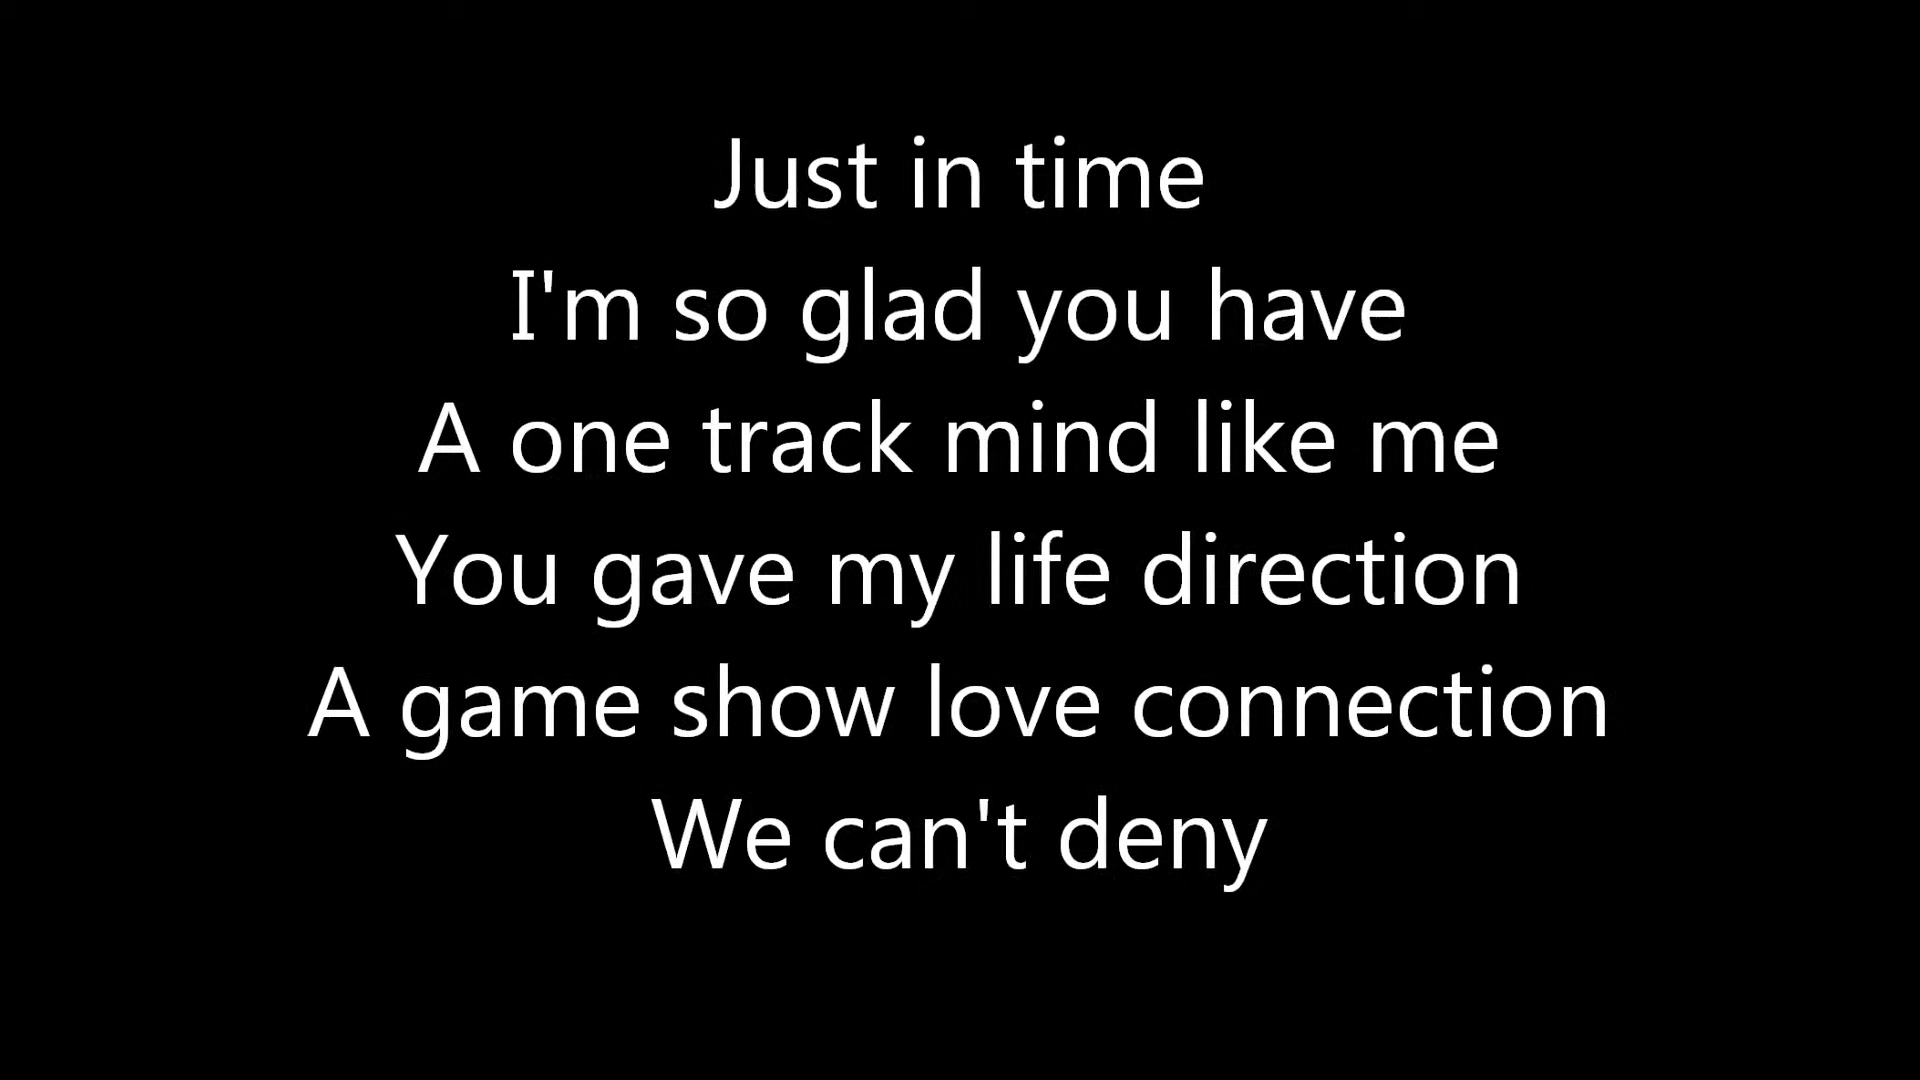 Just in time
I'm so glad you have
A one track mind like me
You gave my life direction
A game show love connection
We can't deny